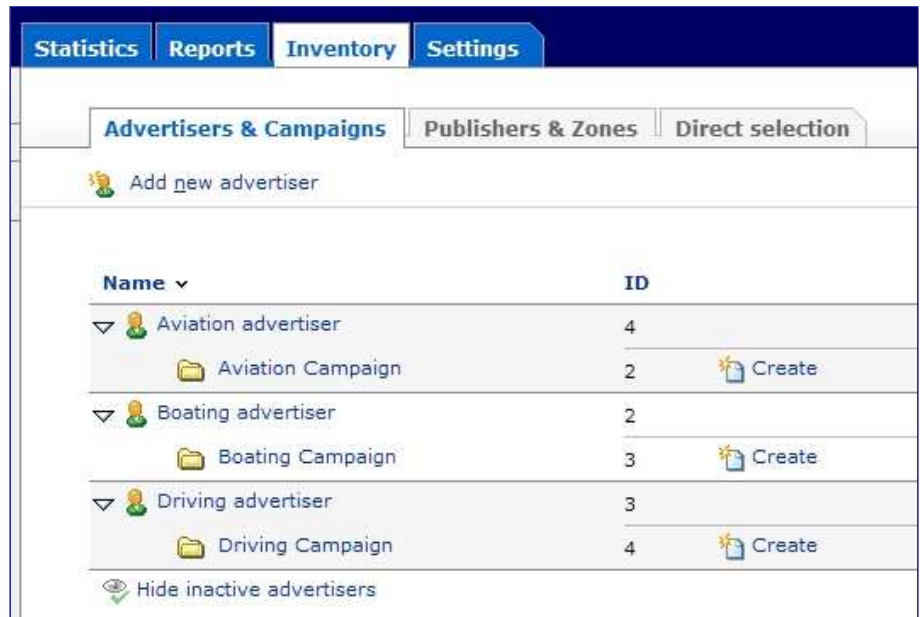 Statistics Reports Inventory Settings
Advertisers & Campaigns Publishers & Zones Direct selection
Add new advertiser
Name ID
Aviation advertiser 4
Aviation Campaign 2 Create
Boating advertiser 2
Boating Campaign 3 Create
Driving advertiser 3
Driving Campaign 4 Create
Hide inactive advertisers